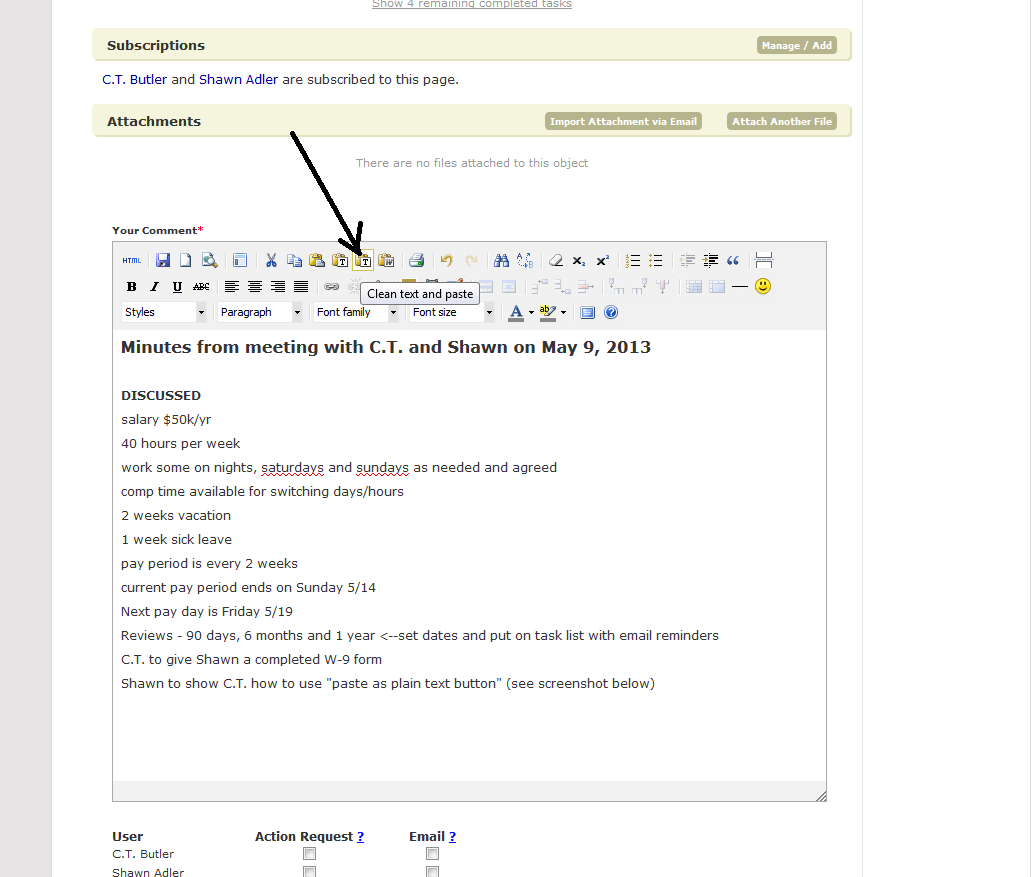 Show 4 remaining completed tasks
Subscriptions
Manage / Add
C.T. Butler and Shawn Adler are subscribed to this page.
Attachments
Import Attachment via Email
Attach Another File
There are no files attached to this object
Your Comment*
HTML
B I U ABC
Clean text and paste
Styles
Paragraph
Font family
Font size
Minutes from meeting with C.T. and Shawn on May 9, 2013
DISCUSSED
salary $50k/yr
40 hours per week
work some on nights, saturdays and sundays as needed and agreed
comp time available for switching days/hours
2 weeks vacation
1 week sick leave
pay period is every 2 weeks
current pay period ends on Sunday 5/14
Next pay day is Friday 5/19
Reviews - 90 days, 6 months and 1 year <--set dates and put on task list with email reminders
C.T. to give Shawn a completed W-9 form
Shawn to show C.T. how to use "paste as plain text button" (see screenshot below)
User Action Request ? Email ?
C.T. Butler
Shawn Adler